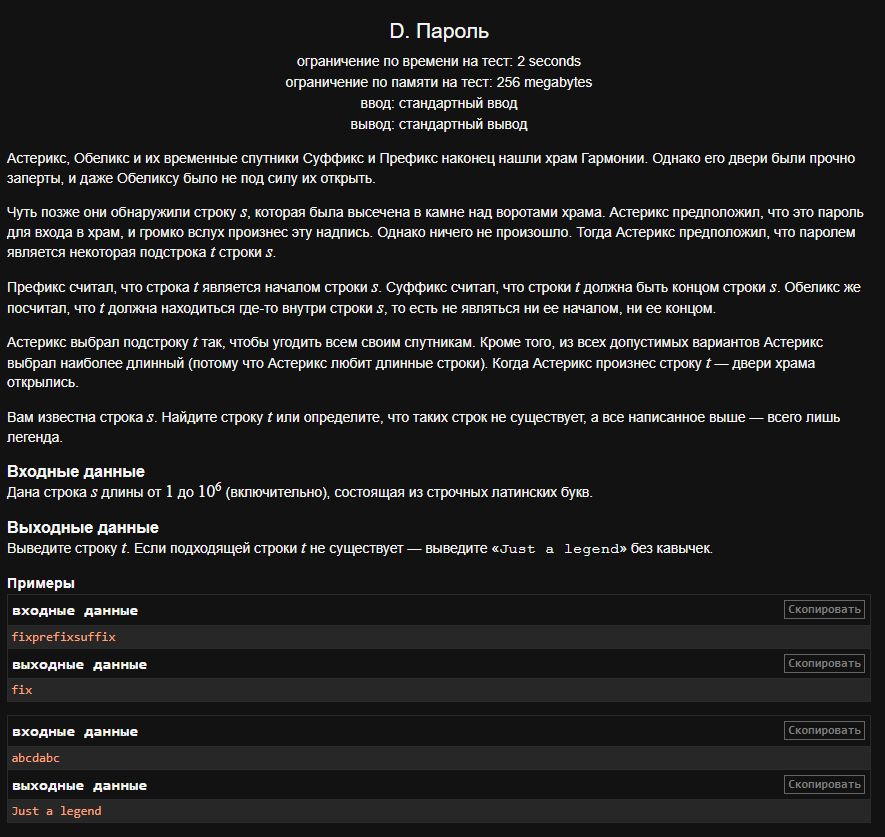 D. Пароль
ограничение по времени на тест: 2 seconds
ограничение по памяти на тест: 256 megabytes
ввод: стандартный ввод
вывод: стандартный вывод
Астерикс, Обеликс и их временные спутники Суффикс и Префикс наконец нашли храм Гармонии. Однако его двери были прочно
заперты, и даже Обеликсу было не под силу их открыть.
Чуть позже они обнаружили строку s, которая была высечена в камне над воротами храма. Астерикс предположил, что это пароль
для входа в храм, и громко вслух произнес эту надпись. Однако ничего не произошло. Тогда Астерикс предположил, что паролем
является некоторая подстрока t строки s.
Префикс считал, что строка t является началом строки s. Суффикс считал, что строки t должна быть концом строки s. Обеликс же
посчитал, что t должна находиться где-то внутри строки s, то есть не являться ни ее началом, ни ее концом.
Астерикс выбрал подстроку t так, чтобы угодить всем своим спутникам. Кроме того, из всех допустимых вариантов Астерикс
выбрал наиболее длинный (потому что Астерикс любит длинные строки). Когда Астерикс произнес строку t — двери храма
открылись.
Вам известна строка s. Найдите строку t или определите, что таких строк не существует, а все написанное выше — всего лишь
легенда.
Входные данные
Дана строка s длины от 1 до 10⁶ (включительно), состоящая из строчных латинских букв.
Выходные данные
Выведите строку t. Если подходящей строки t не существует — выведите «Just a legend» без кавычек.
Примеры
входные данные Скопировать
fixprefixsuffix
выходные данные Скопировать
fix
входные данные Скопировать
abcdabc
выходные данные Скопировать
Just a legend